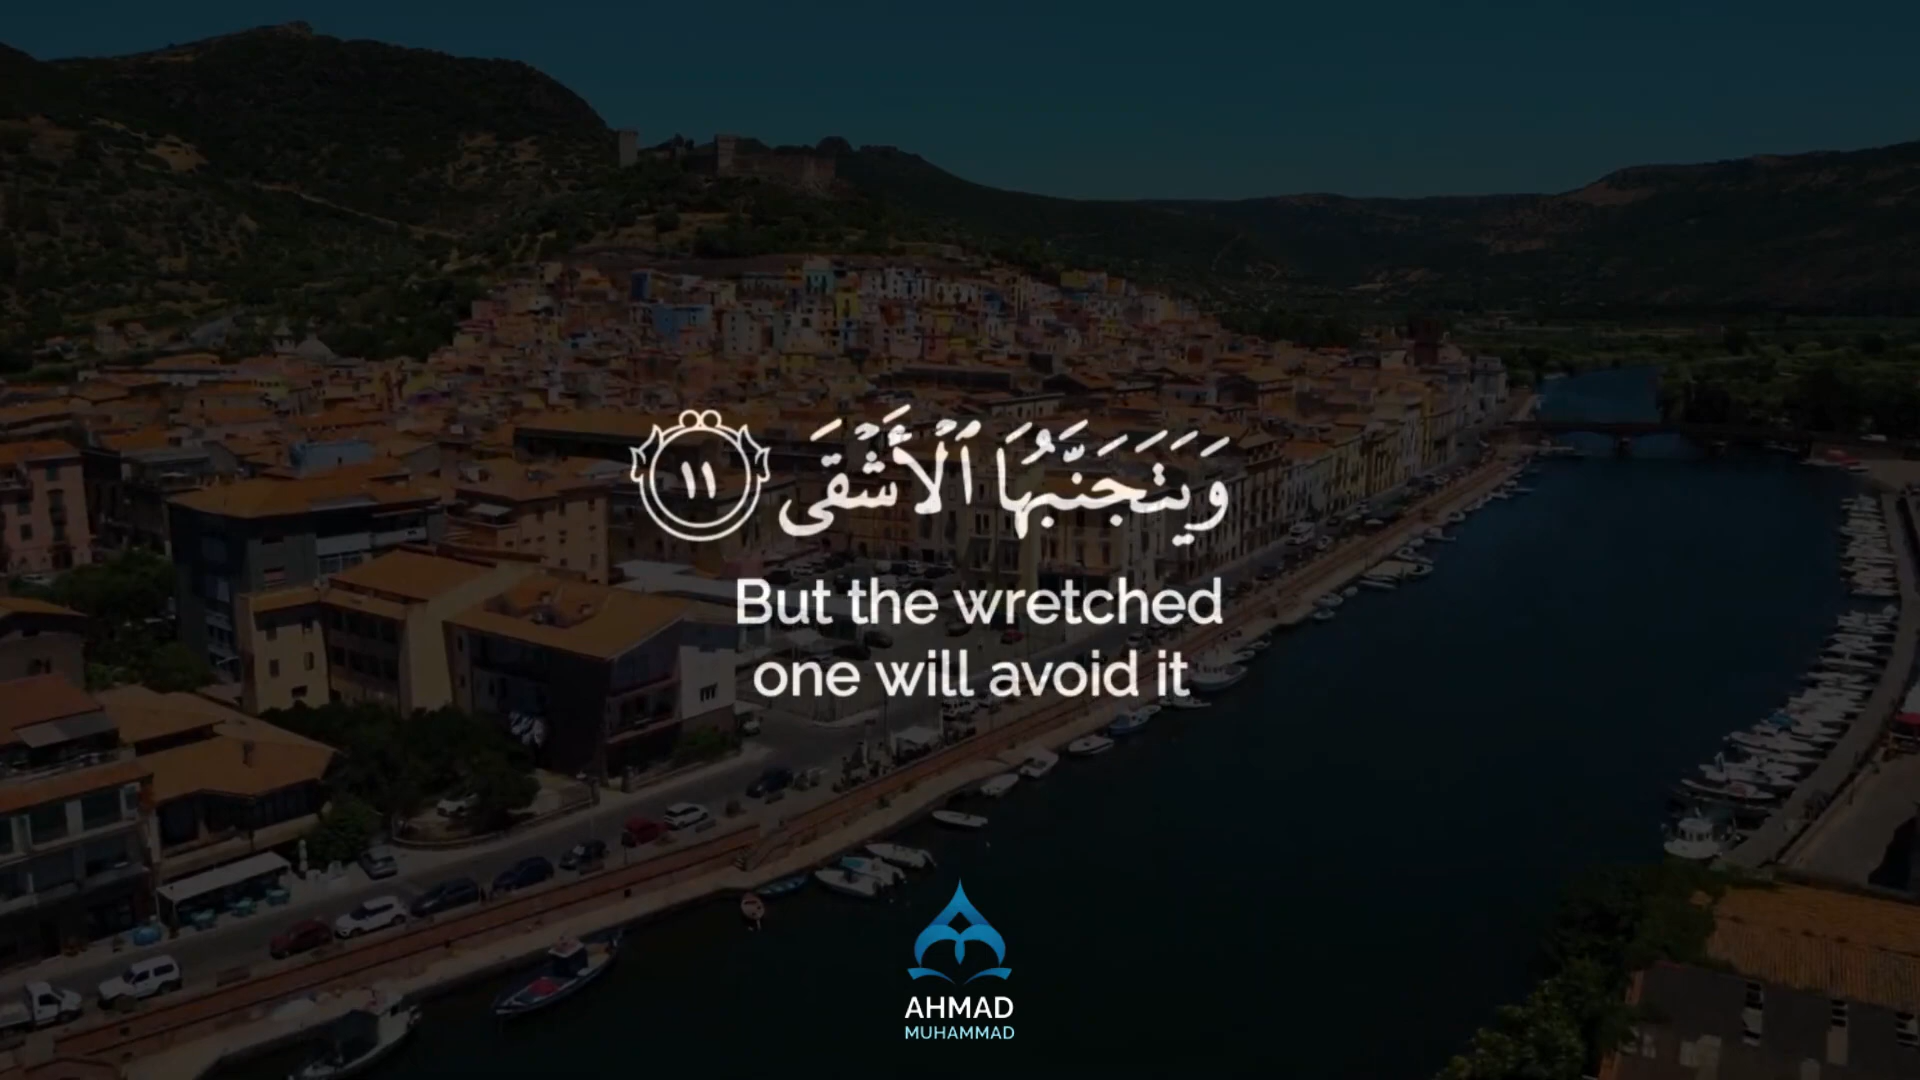 وَيَتَجَنَّبُهَا ٱلْأَشْقَى ١١
But the wretched
one will avoid it
AHMAD
MUHAMMAD